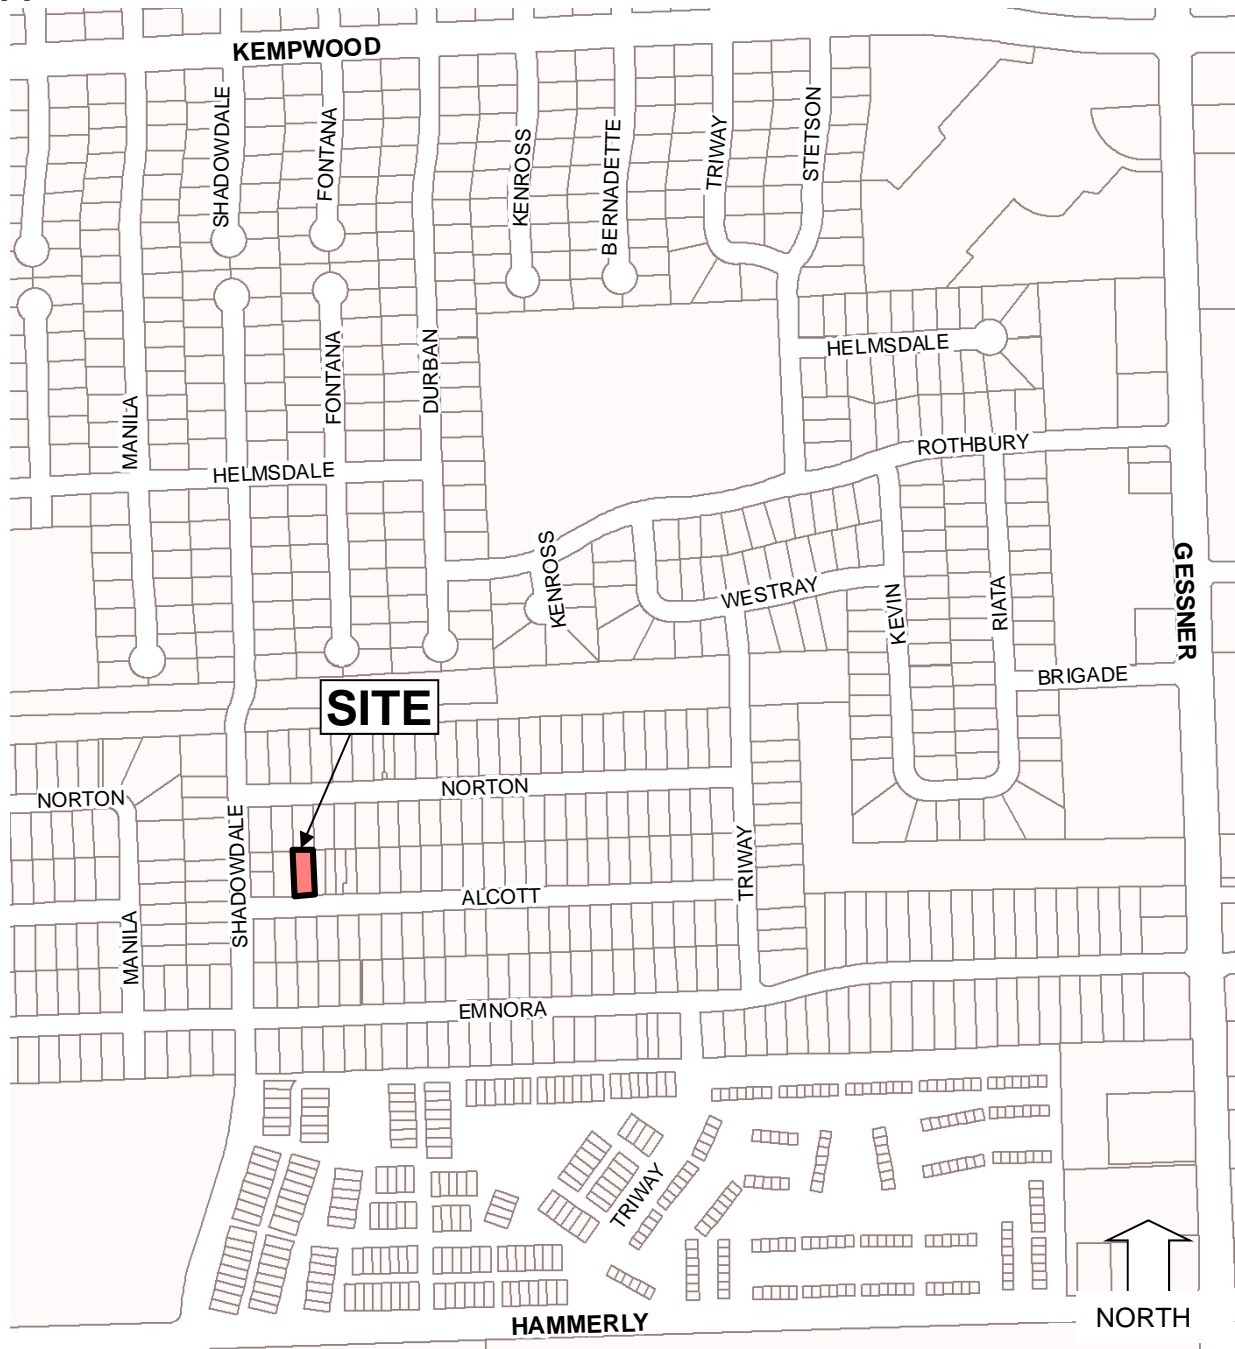 KEMPWOOD
SHADOWDALE
FONTANA
KENROSS
BERNADETTE
TRIWAY
STETSON
HELMSDALE
FONTANA
DURBAN
MANILA
HELMSDALE
ROTHBURY
KENROSS
WESTRAY
KEVIN
RIATA
GESSNER
BRIGADE
SITE
NORTON
NORTON
SHADOWDALE
TRIWAY
ALCOTT
MANILA
EMNORA
TRIWAY
HAMMERLY
NORTH